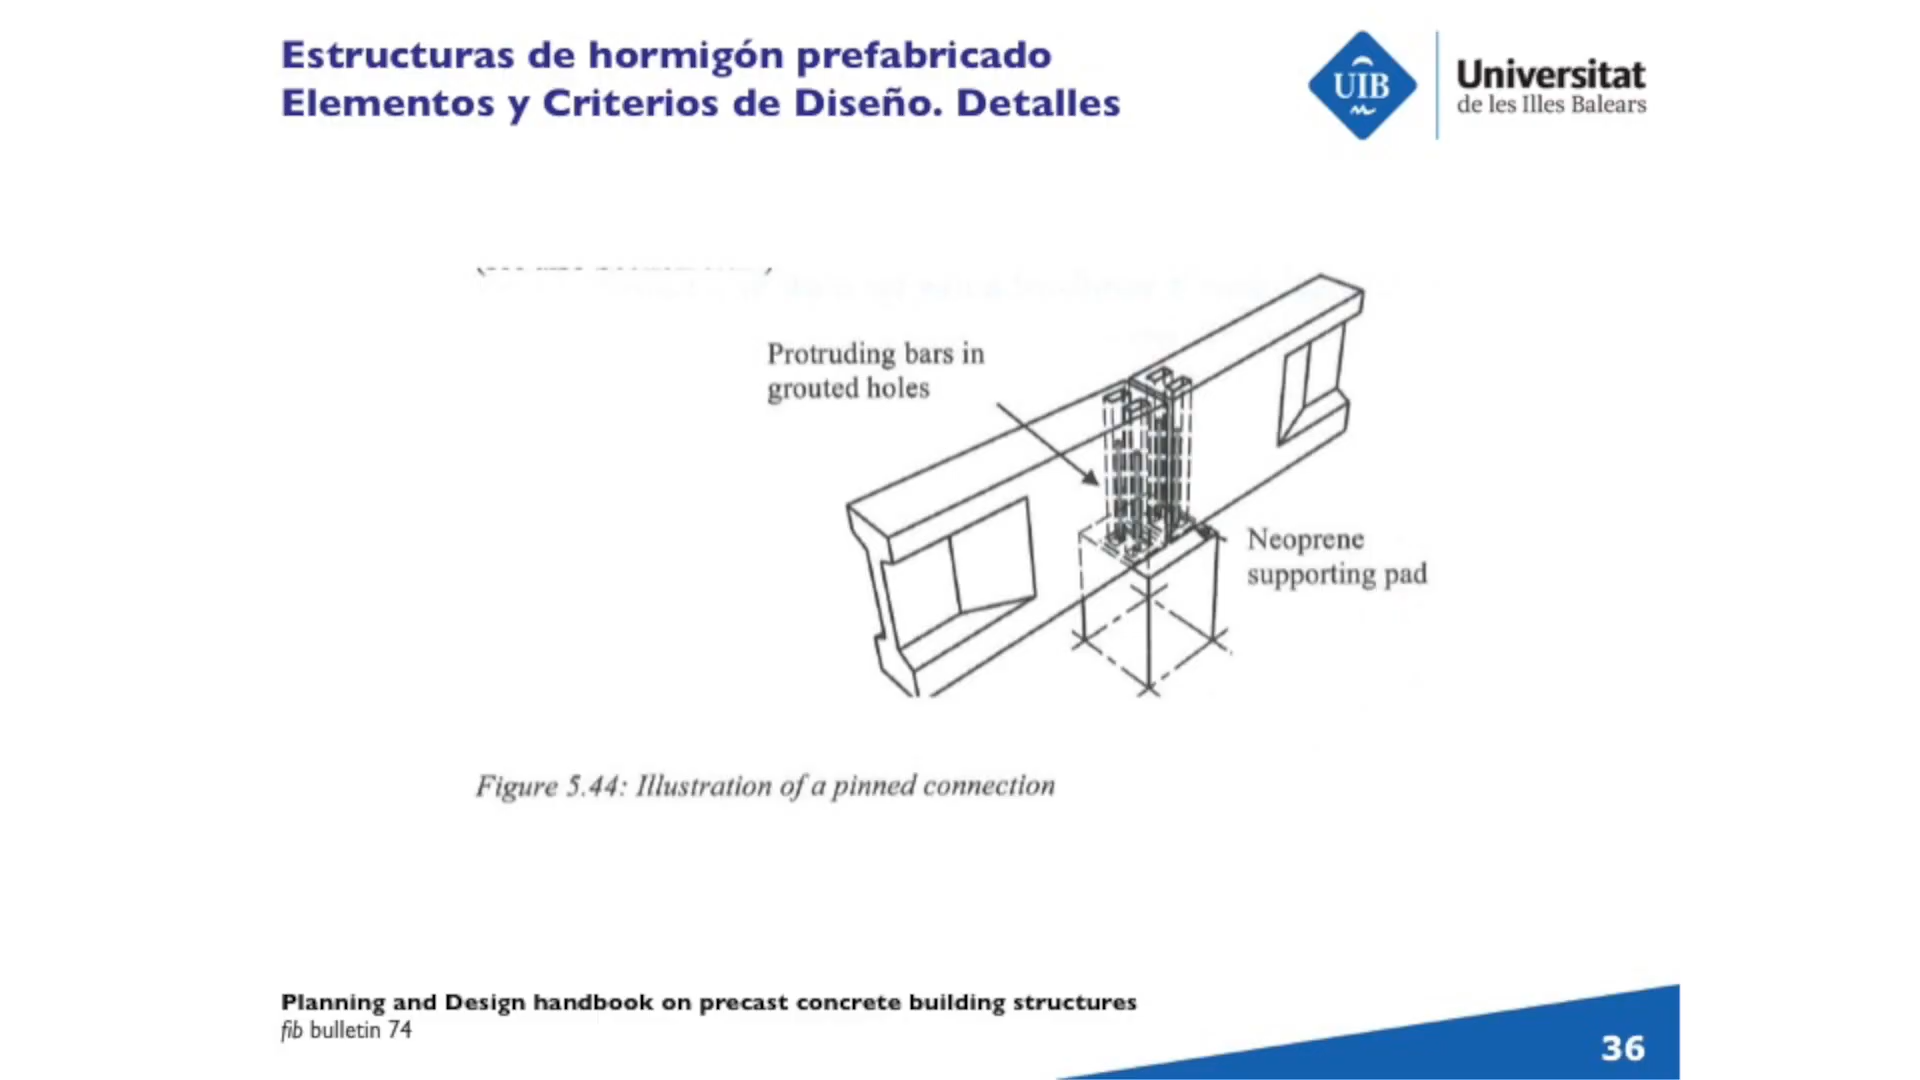 Estructuras de hormigón prefabricado
Elementos y Criterios de Diseño. Detalles
UIB
Universitat
de les Illes Balears
Protruding bars in
grouted holes
Neoprene
supporting pad
Figure 5.44: Illustration of a pinned connection
Planning and Design handbook on precast concrete building structures
fib bulletin 74
36